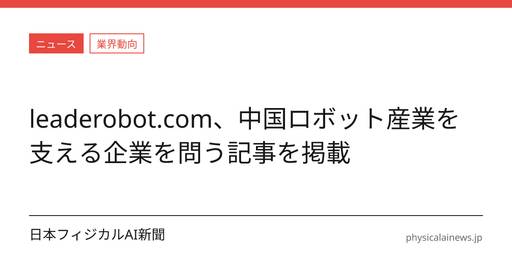 ニュース 業界動向
leaderobot.com、中国ロボット産業を
支える企業を問う記事を掲載
日本フィジカルAI新聞
physicalainews.jp